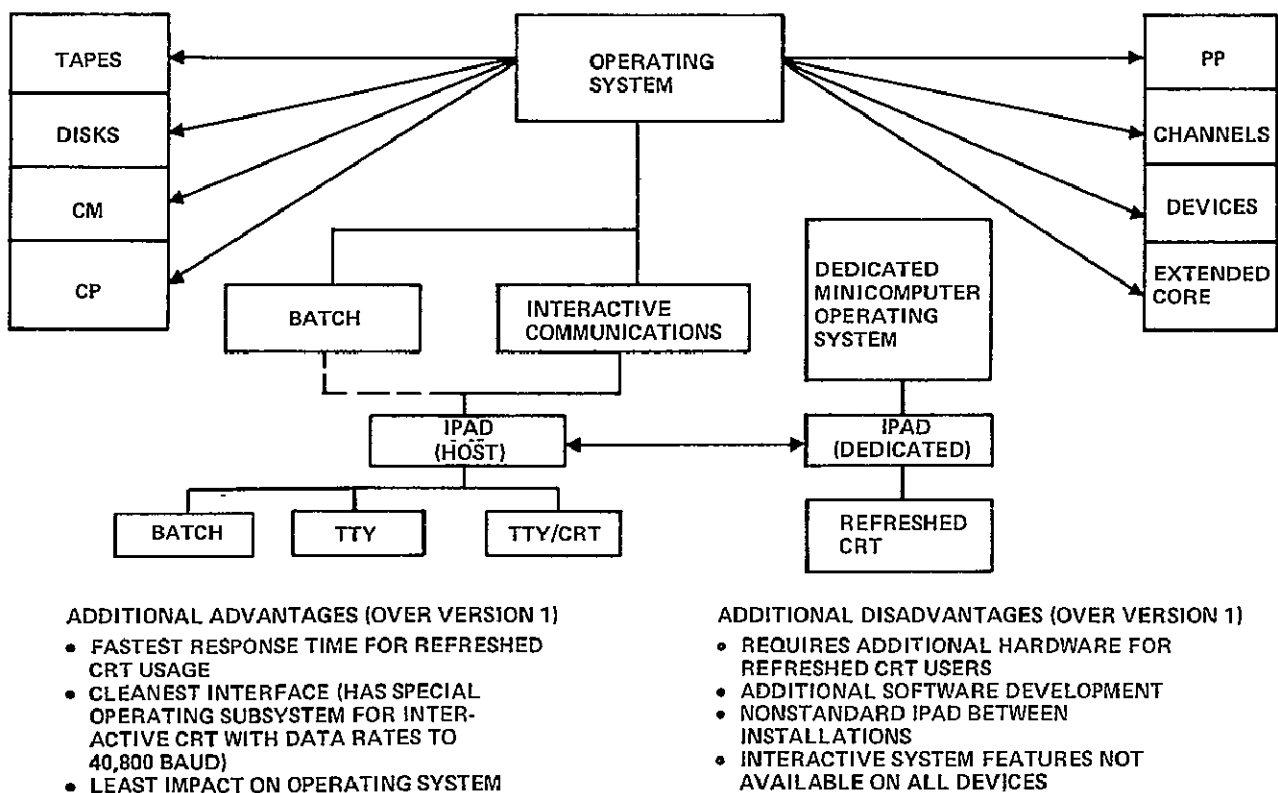 TAPES
DISKS
CM
CP
OPERATING
SYSTEM
PP
CHANNELS
DEVICES
EXTENDED
CORE
BATCH
INTERACTIVE
COMMUNICATIONS
DEDICATED
MINICOMPUTER
OPERATING
SYSTEM
IPAD
(HOST)
IPAD
(DEDICATED)
BATCH
TTY
TTY/CRT
REFRESHED
CRT
ADDITIONAL ADVANTAGES (OVER VERSION 1)
• FASTEST RESPONSE TIME FOR REFRESHED
CRT USAGE
• CLEANEST INTERFACE (HAS SPECIAL
OPERATING SUBSYSTEM FOR INTER-
ACTIVE CRT WITH DATA RATES TO
40,800 BAUD)
• LEAST IMPACT ON OPERATING SYSTEM
ADDITIONAL DISADVANTAGES (OVER VERSION 1)
• REQUIRES ADDITIONAL HARDWARE FOR
REFRESHED CRT USERS
• ADDITIONAL SOFTWARE DEVELOPMENT
• NONSTANDARD IPAD BETWEEN
INSTALLATIONS
• INTERACTIVE SYSTEM FEATURES NOT
AVAILABLE ON ALL DEVICES